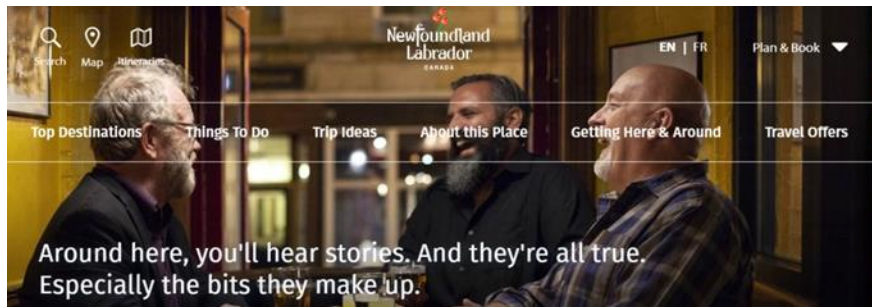 Newfoundland
Labrador
CANADA
EN | FR
Plan & Book
Search
Map
Itineraries
Top Destinations
Things To Do
Trip Ideas
About this Place
Getting Here & Around
Travel Offers
Around here, you'll hear stories. And they're all true.
Especially the bits they make up.